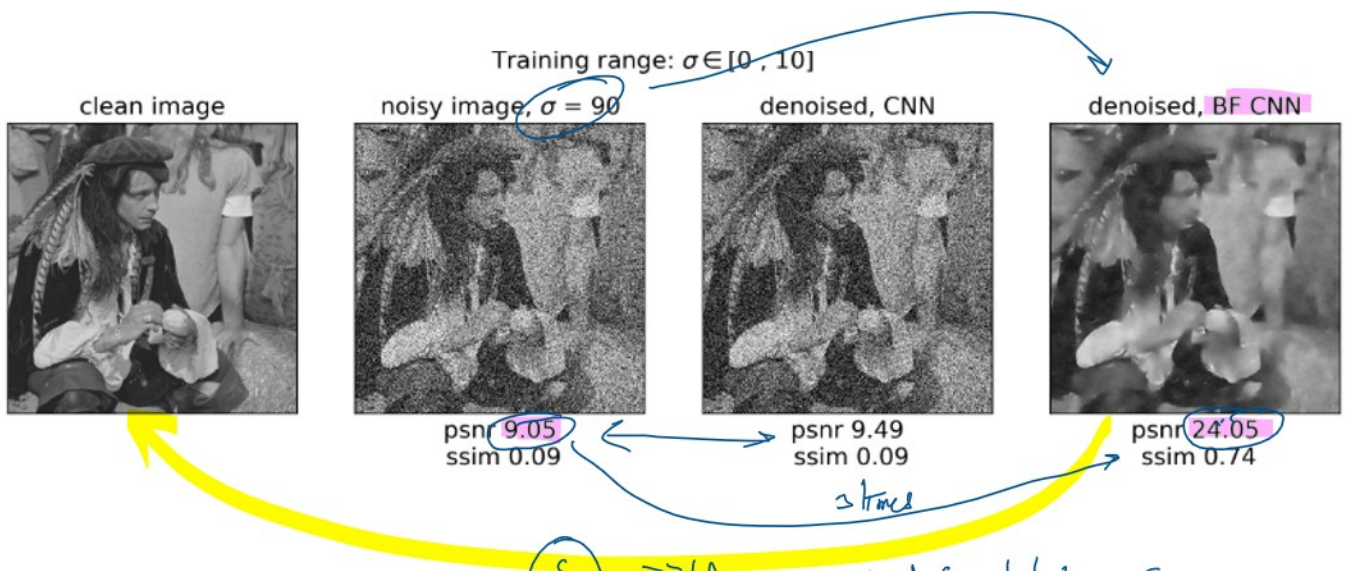 Training range: σ∈[0 , 10]
clean image
noisy image, σ = 90
denoised, CNN
denoised, BF CNN
psnr 9.05
ssim 0.09
psnr 9.49
ssim 0.09
psnr 24.05
ssim 0.74
3 times